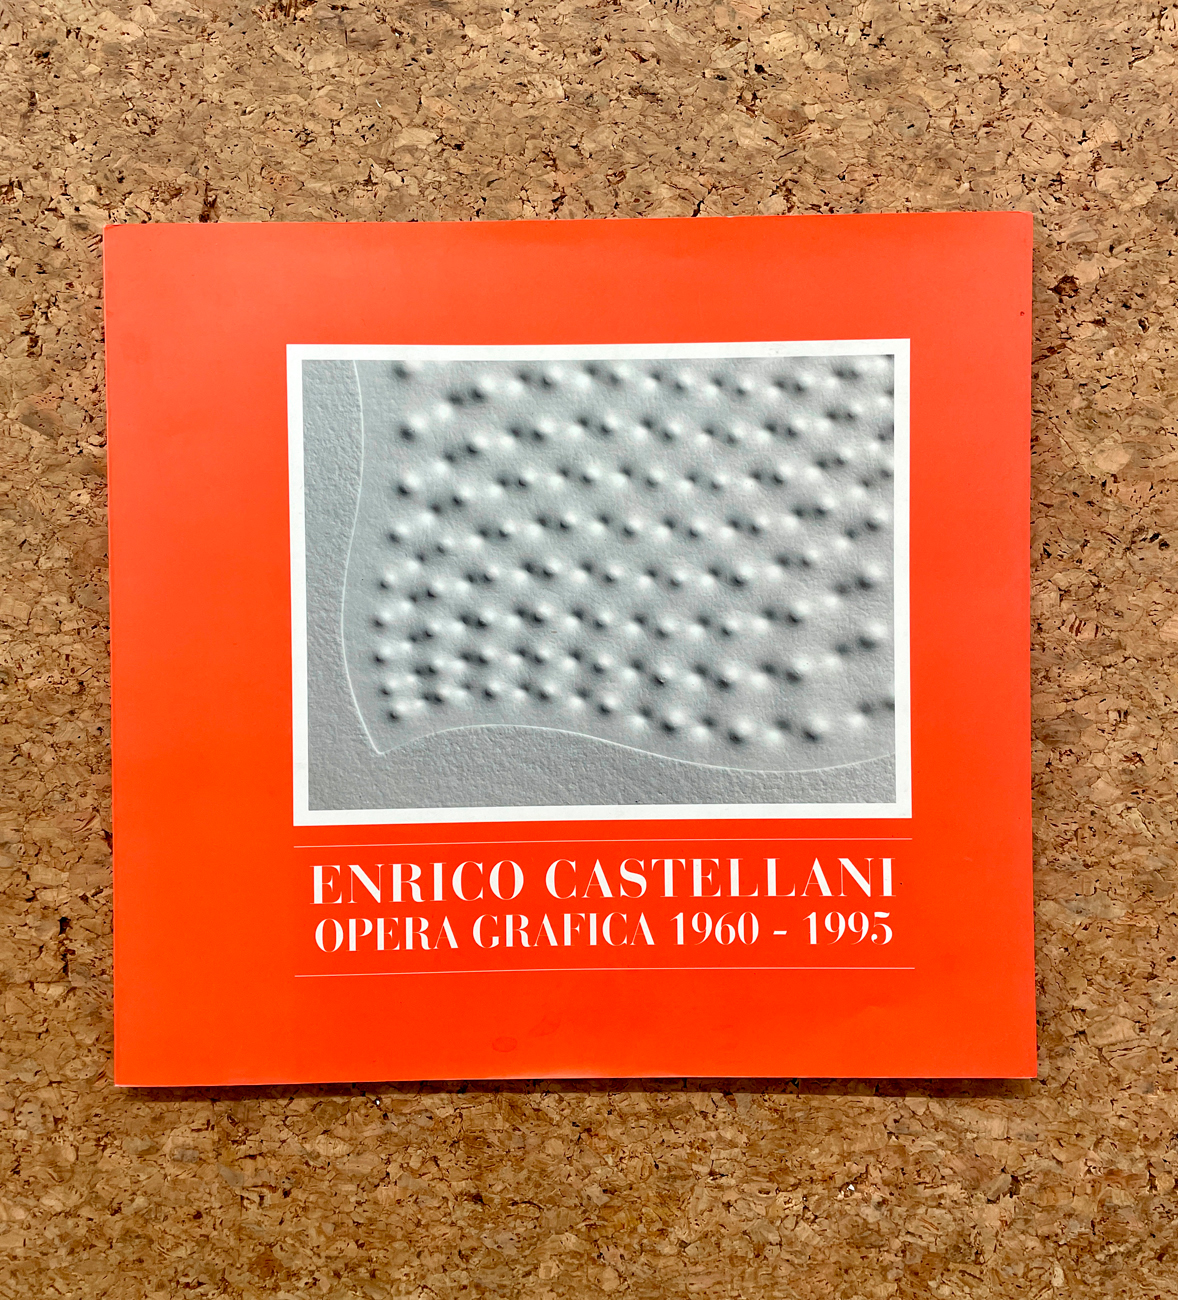 ENRICO CASTELLANI
OPERA GRAFICA 1960 - 1995